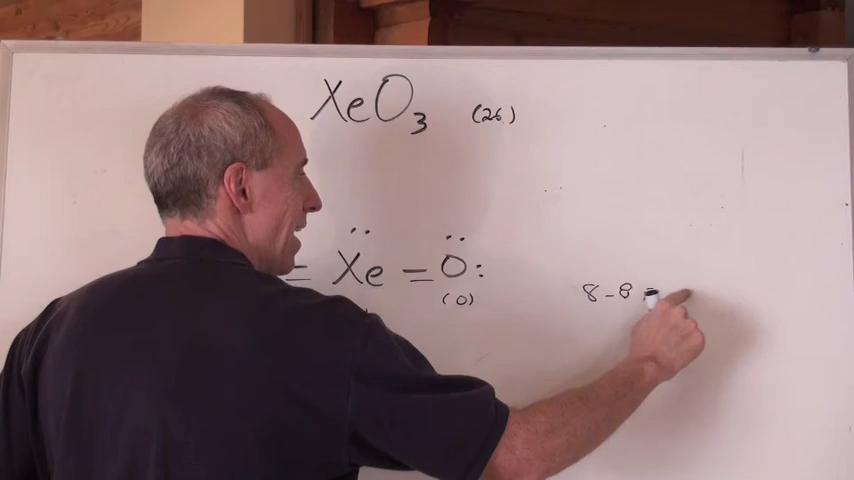 XeO₃ (26)
= Xe = O:
(0)
8-8 =